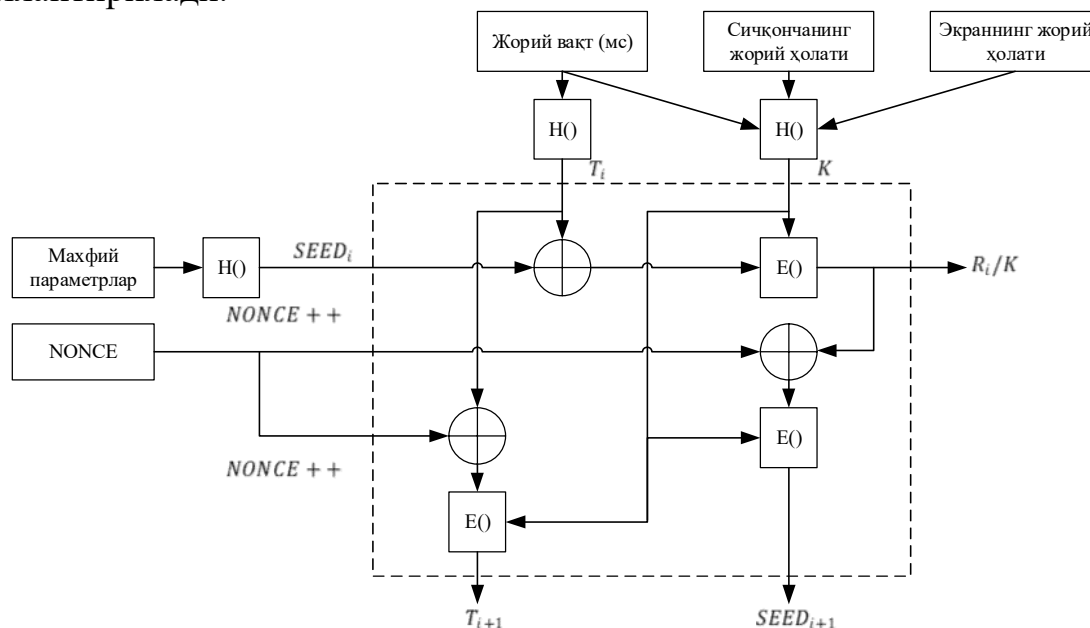 Жорий вақт (мс)
Сичқончанинг
жорий ҳолати
Экраннинг жорий
ҳолати
H()
H()
T_i
K
Махфий
параметрлар
H()
SEED_i
E()
R_i/K
NONCE + +
NONCE
E()
NONCE + +
E()
T_{i+1}
SEED_{i+1}